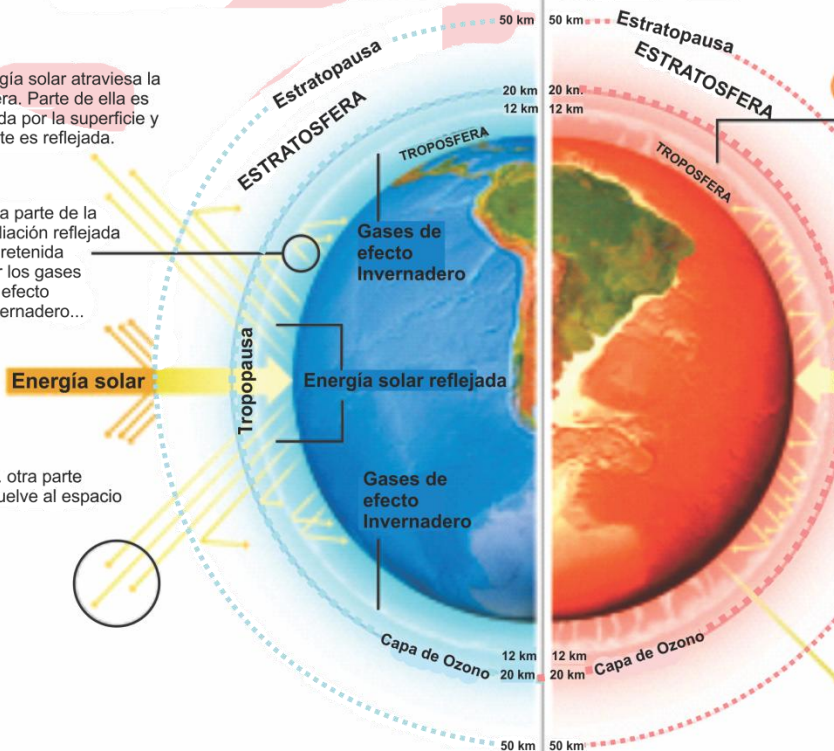 50 km
50 km
Estratopausa
Estratopausa
ESTRATOSFERA
ESTRATOSFERA
gía solar atraviesa la
era. Parte de ella es
da por la superficie y
te es reflejada.
20 km
20 km
12 km
12 km
TROPOSFERA
TROPOSFERA
a parte de la
diación reflejada
retenida
r los gases
efecto
ernadero...
Gases de
efecto
Invernadero
Tropopausa
Energía solar
Energía solar reflejada
. otra parte
uelve al espacio
Gases de
efecto
Invernadero
Capa de Ozono
Capa de Ozono
12 km
12 km
20 km
20 km
50 km
50 km